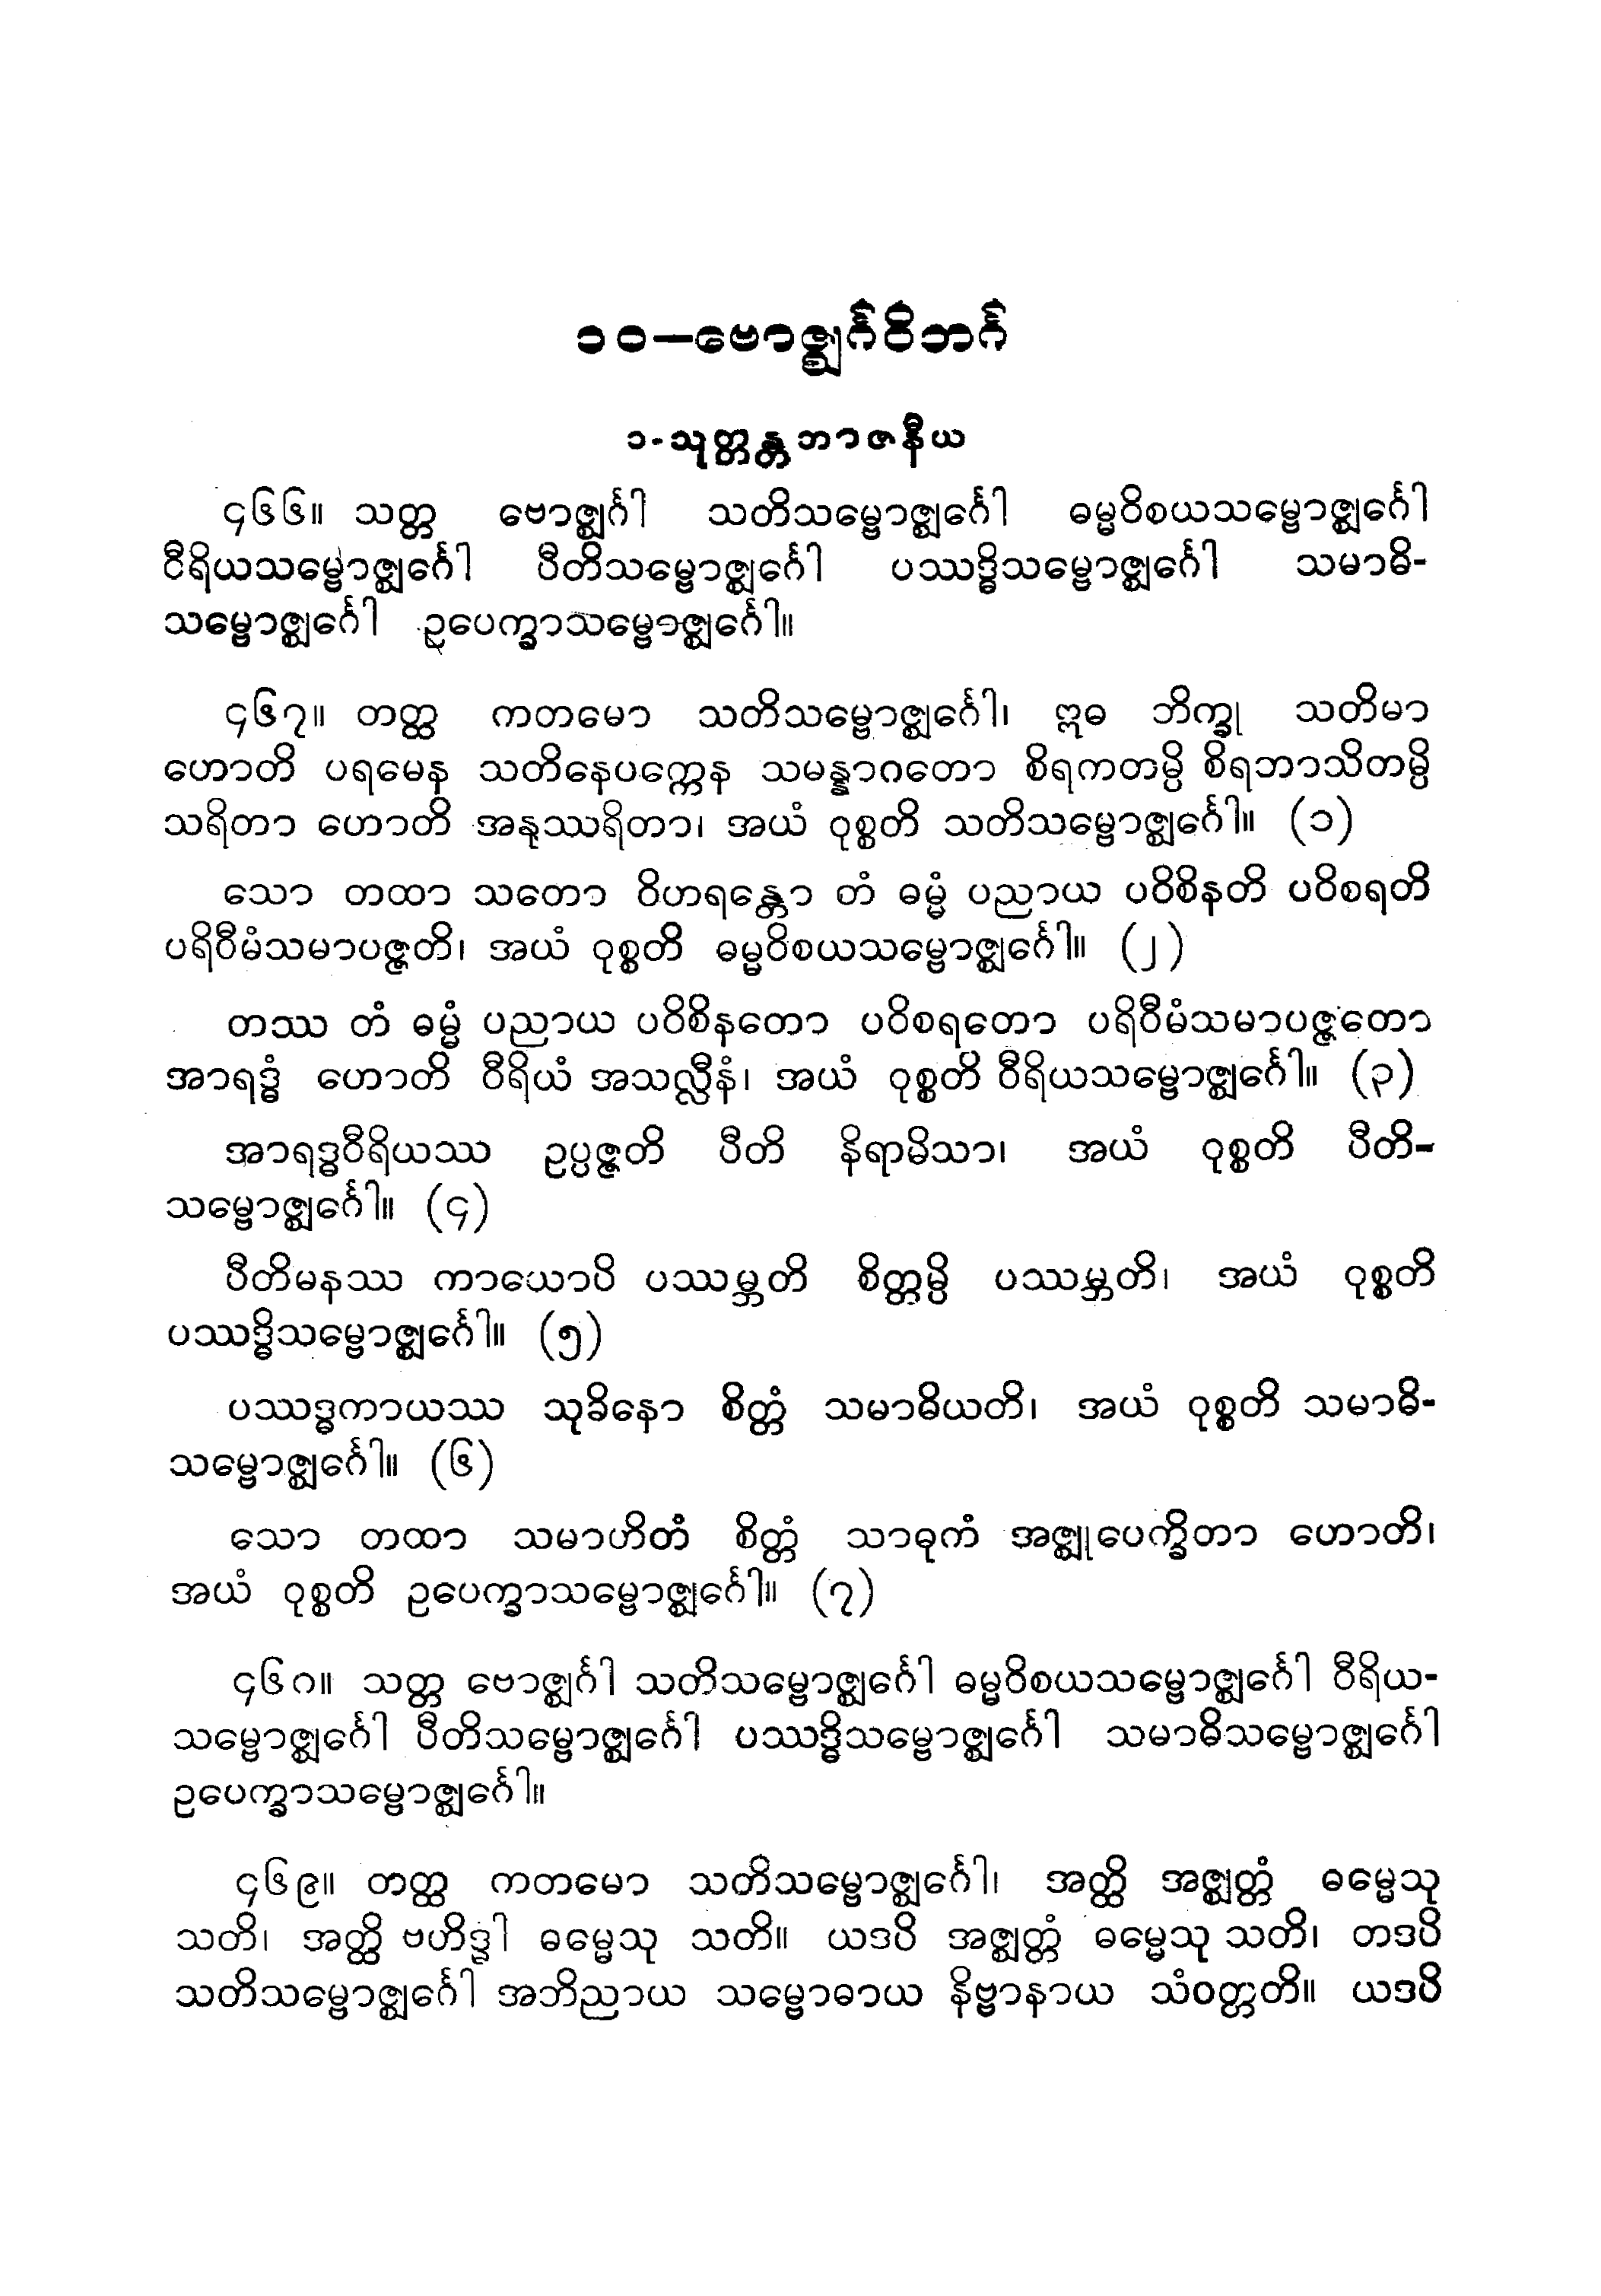 ၁၀—ဗောဇ္ဈင်္ဂဝိဘင်္ဂ
၁-သုတ္တန္တဘာဇနီယ
၄၆၆။ သတ္တ ဗောဇ္ဈင်္ဂါ သတိသမ္ဗောဇ္ဈင်္ဂေါ ဓမ္မဝိစယသမ္ဗောဇ္ဈင်္ဂေါ
ဝီရိယသမ္ဗောဇ္ဈင်္ဂေါ ပီတိသမ္ဗောဇ္ဈင်္ဂေါ ပဿဒ္ဓိသမ္ဗောဇ္ဈင်္ဂေါ သမာဓိ-
သမ္ဗောဇ္ဈင်္ဂေါ ဥပေက္ခာသမ္ဗောဇ္ဈင်္ဂေါ။
၄၆၇။ တတ္ထ ကတမော သတိသမ္ဗောဇ္ဈင်္ဂေါ၊ ဣဓ ဘိက္ခု သတိမာ
ဟောတိ ပရမေန သတိနေပက္ကေန သမန္နာဂတော စိရကတမ္ပိ စိရဘာသိတမ္ပိ
သရိတာ ဟောတိ အနုဿရိတာ၊ အယံ ဝုစ္စတိ သတိသမ္ဗောဇ္ဈင်္ဂေါ။ (၁)
သော တထာ သတော ဝိဟရန္တော တံ ဓမ္မံ ပညာယ ပဝိစိနတိ ပဝိစရတိ
ပရိဝီမံသမာပဇ္ဇတိ၊ အယံ ဝုစ္စတိ ဓမ္မဝိစယသမ္ဗောဇ္ဈင်္ဂေါ။ (၂)
တဿ တံ ဓမ္မံ ပညာယ ပဝိစိနတော ပဝိစရတော ပရိဝီမံသမာပဇ္ဇတော
အာရဒ္ဓံ ဟောတိ ဝီရိယံ အသလ္လီနံ၊ အယံ ဝုစ္စတိ ဝီရိယသမ္ဗောဇ္ဈင်္ဂေါ။ (၃)
အာရဒ္ဓဝီရိယဿ ဥပ္ပဇ္ဇတိ ပီတိ နိရာမိသာ၊ အယံ ဝုစ္စတိ ပီတိ-
သမ္ဗောဇ္ဈင်္ဂေါ။ (၄)
ပီတိမနဿ ကာယောပိ ပဿမ္ဘတိ စိတ္တမ္ပိ ပဿမ္ဘတိ၊ အယံ ဝုစ္စတိ
ပဿဒ္ဓိသမ္ဗောဇ္ဈင်္ဂေါ။ (၅)
ပဿဒ္ဓကာယဿ သုခိနော စိတ္တံ သမာဓိယတိ၊ အယံ ဝုစ္စတိ သမာဓိ-
သမ္ဗောဇ္ဈင်္ဂေါ။ (၆)
သော တထာ သမာဟိတံ စိတ္တံ သာဓုကံ အဇ္ဈုပေက္ခိတာ ဟောတိ၊
အယံ ဝုစ္စတိ ဥပေက္ခာသမ္ဗောဇ္ဈင်္ဂေါ။ (၇)
၄၆၈။ သတ္တ ဗောဇ္ဈင်္ဂါ သတိသမ္ဗောဇ္ဈင်္ဂေါ ဓမ္မဝိစယသမ္ဗောဇ္ဈင်္ဂေါ ဝီရိယ-
သမ္ဗောဇ္ဈင်္ဂေါ ပီတိသမ္ဗောဇ္ဈင်္ဂေါ ပဿဒ္ဓိသမ္ဗောဇ္ဈင်္ဂေါ သမာဓိသမ္ဗောဇ္ဈင်္ဂေါ
ဥပေက္ခာသမ္ဗောဇ္ဈင်္ဂေါ။
၄၆၉။ တတ္ထ ကတမော သတိသမ္ဗောဇ္ဈင်္ဂေါ၊ အတ္ထိ အဇ္ဈတ္တံ ဓမ္မေသု
သတိ၊ အတ္ထိ ဗဟိဒ္ဓါ ဓမ္မေသု သတိ။ ယဒပိ အဇ္ဈတ္တံ ဓမ္မေသု သတိ၊ တဒပိ
သတိသမ္ဗောဇ္ဈင်္ဂေါ အဘိညာယ သမ္ဗောဓာယ နိဗ္ဗာနာယ သံဝတ္တတိ။ ယဒပိ